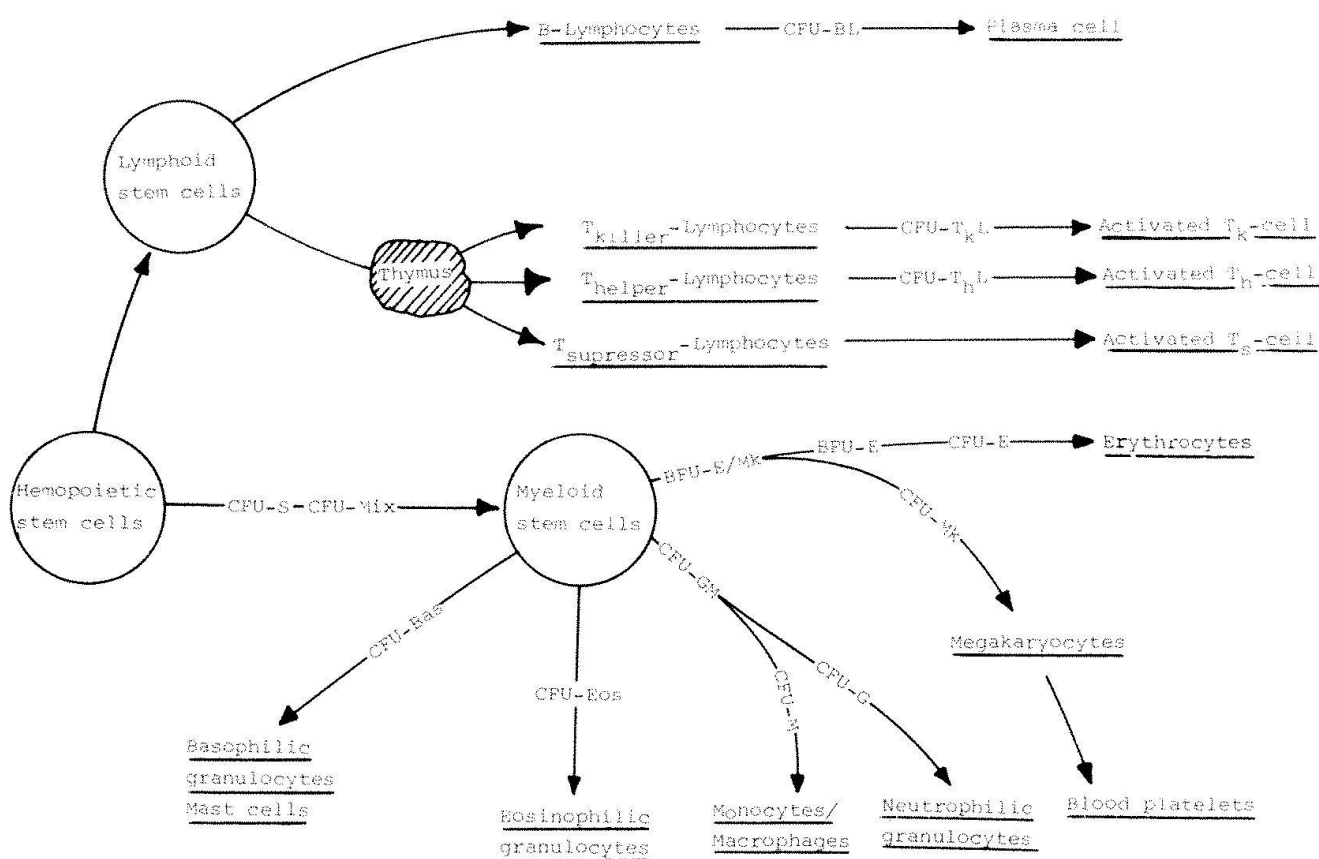 B-Lymphocytes CFU-BL Plasma cell
Lymphoid
stem cells
Tkiller-Lymphocytes CFU-TkL Activated Tk-cell
Thymus
Thelper-Lymphocytes CFU-ThL Activated Th-cell
Tsupressor-Lymphocytes Activated Ts-cell
Hemopoietic
stem cells
CFU-S-CFU-Mix
Myeloid
stem cells
BFU-E/Mk BFU-E CFU-E Erythrocytes
CFU-Mk
CFU-GM
CFU-Bas
CFU-Eos
CFU-M
CFU-G
Megakaryocytes
Basophilic
granulocytes
Mast cells
Eosinophilic
granulocytes
Monocytes/
Macrophages
Neutrophilic
granulocytes
Blood platelets